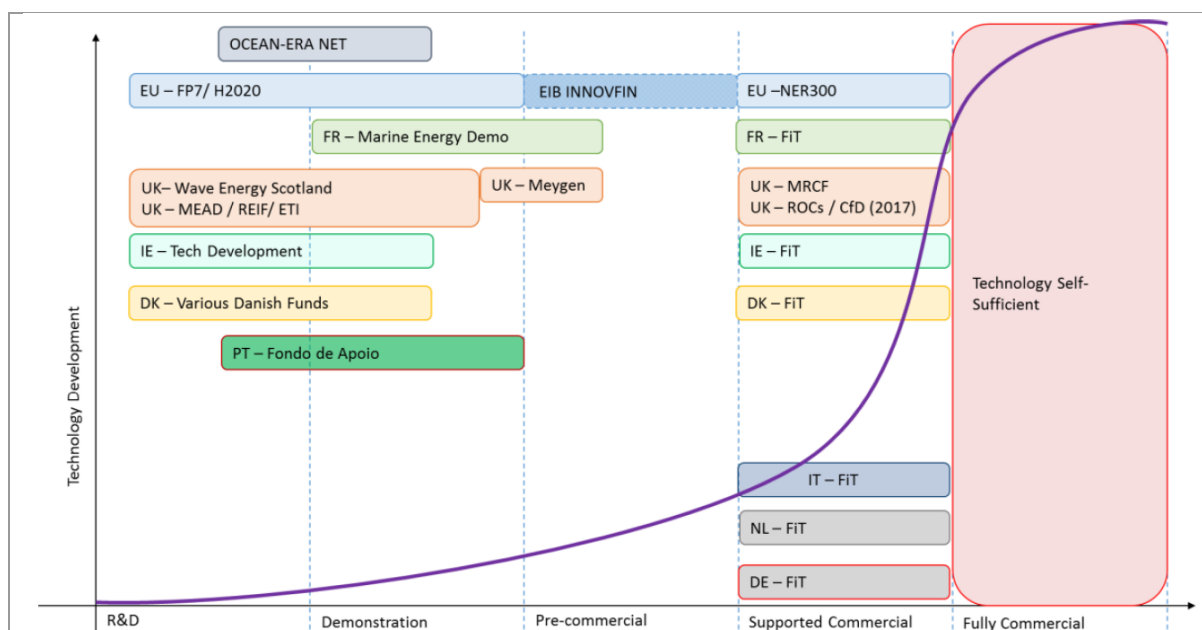 OCEAN-ERA NET
EU – FP7/ H2020
EIB INNOVFIN
EU –NER300
FR – Marine Energy Demo
FR – FiT
UK– Wave Energy Scotland
UK – MEAD / REIF/ ETI
UK – Meygen
UK – MRCF
UK – ROCs / CfD (2017)
IE – Tech Development
IE – FiT
DK – Various Danish Funds
DK – FiT
Technology Self-
Sufficient
PT – Fondo de Apoio
Technology Development
IT – FiT
NL – FiT
DE – FiT
R&D
Demonstration
Pre-commercial
Supported Commercial
Fully Commercial